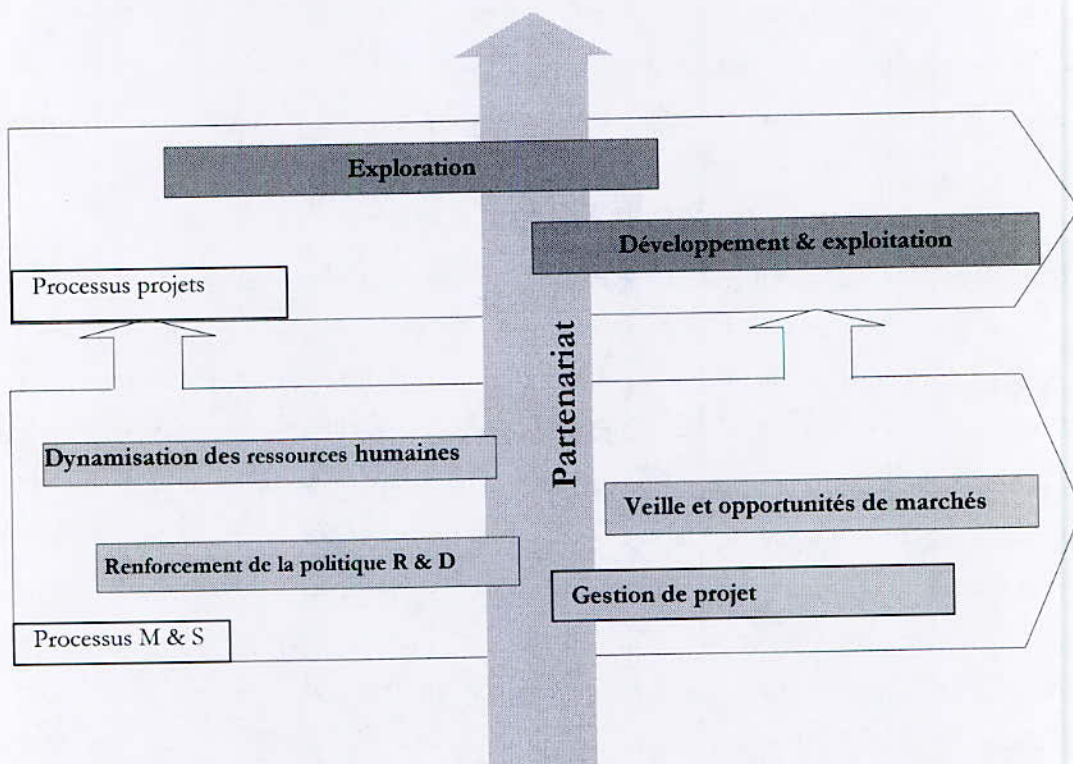 Exploration
Développement & exploitation
Processus projets
Partenariat
Dynamisation des ressources humaines
Veille et opportunités de marchés
Renforcement de la politique R & D
Gestion de projet
Processus M & S